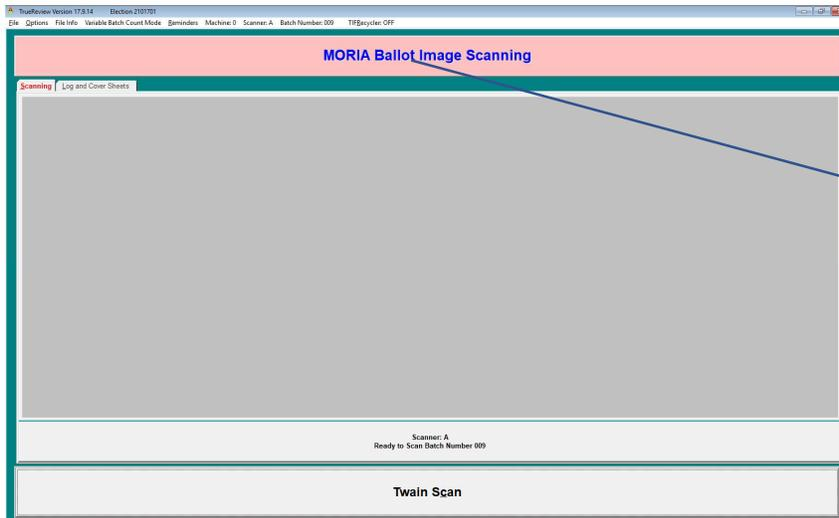 TrueReview Version 17.9.14 Election 2101701
File Options File Info Variable Batch Count Mode Reminders Machine: 0 Scanner: A Batch Number: 009 TIFRecycler: OFF
MORIA Ballot Image Scanning
Scanning Log and Cover Sheets
Scanner: A
Ready to Scan Batch Number 009
Twain Scan